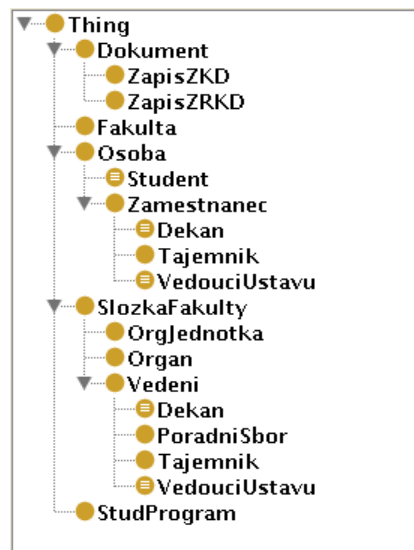 Thing
Dokument
ZapisZKD
ZapisZRKD
Fakulta
Osoba
Student
Zamestnanec
Dekan
Tajemnik
VedouciUstavu
SlozkaFakulty
OrgJednotka
Organ
Vedeni
Dekan
PoradniSbor
Tajemnik
VedouciUstavu
StudProgram